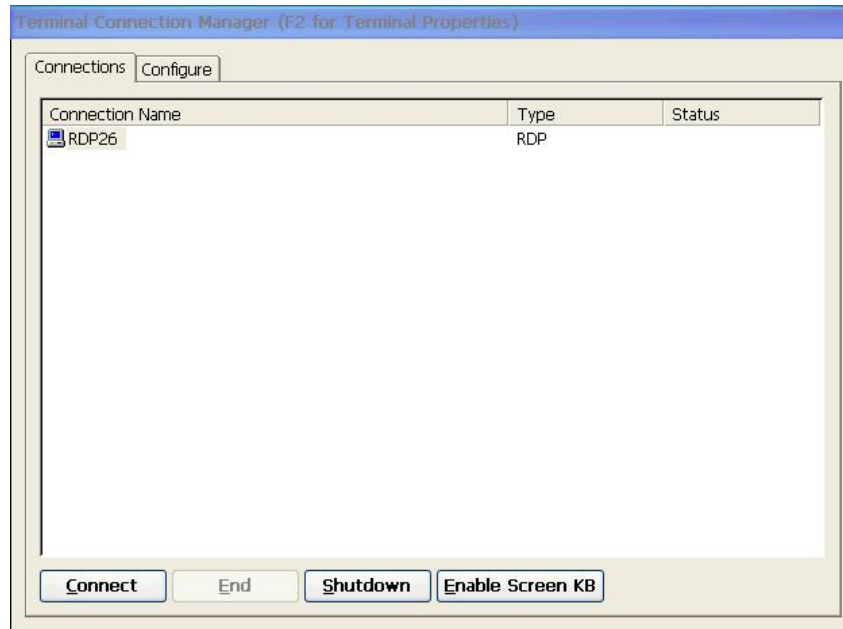 Terminal Connection Manager (F2 for Terminal Properties)
Connections Configure
Connection Name Type Status
RDP26 RDP
Connect End Shutdown Enable Screen KB